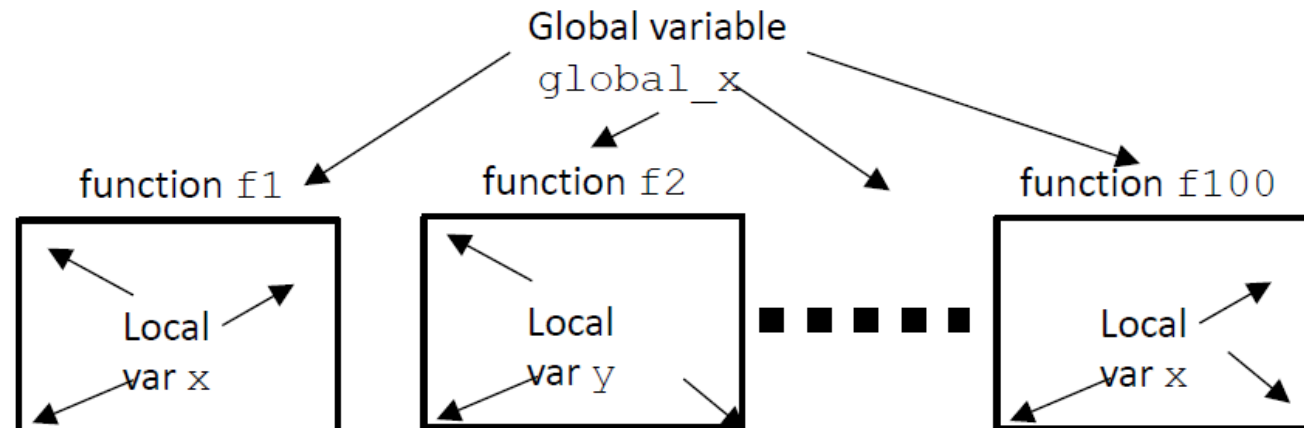 Global variable
global_x
function f1
function f2
function f100
Local
var x
Local
var y
Local
var x